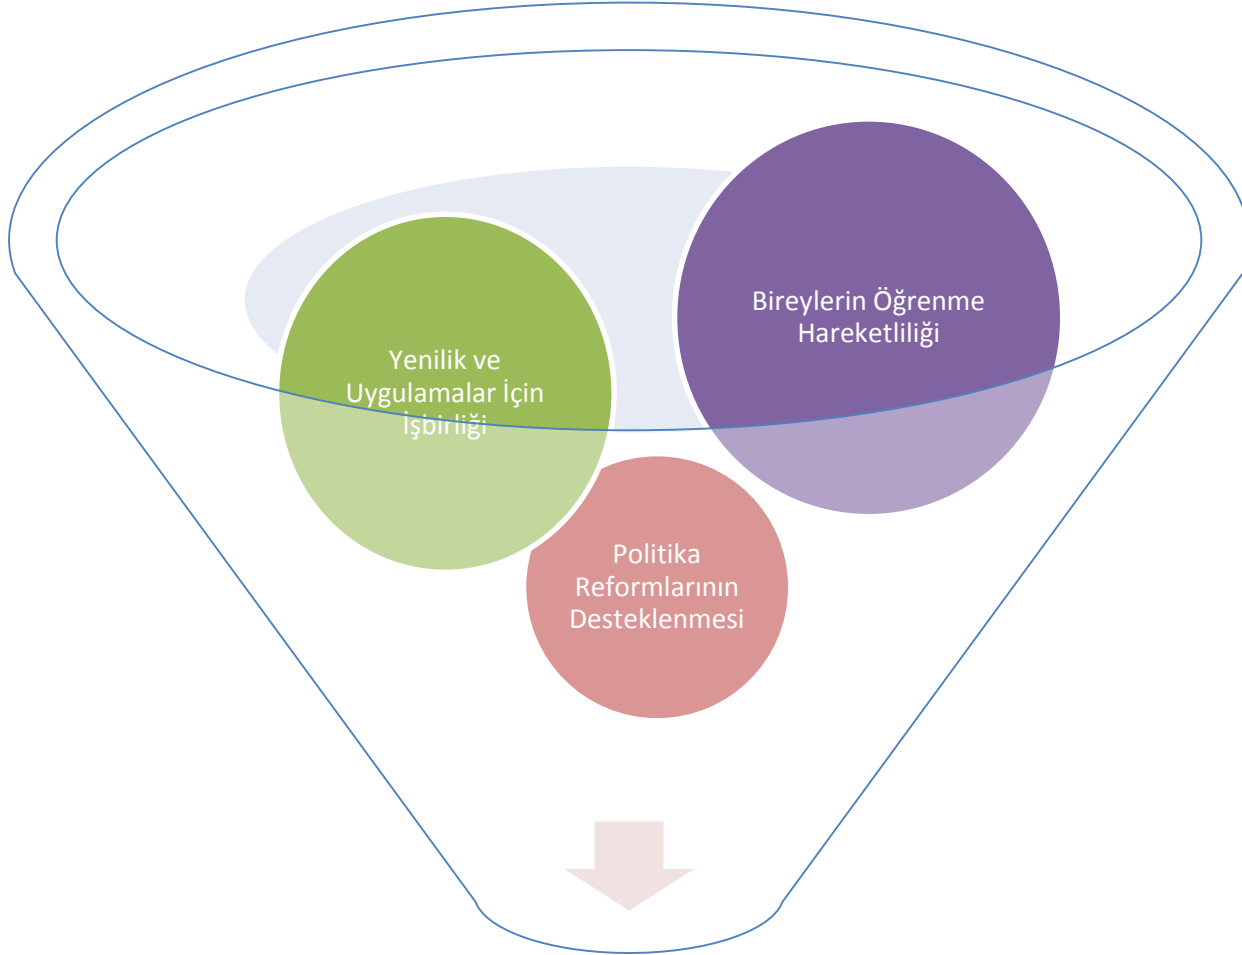 Bireylerin Öğrenme
Hareketliliği
Yenilik ve
Uygulamalar İçin
İşbirliği
Politika
Reformlarının
Desteklenmesi